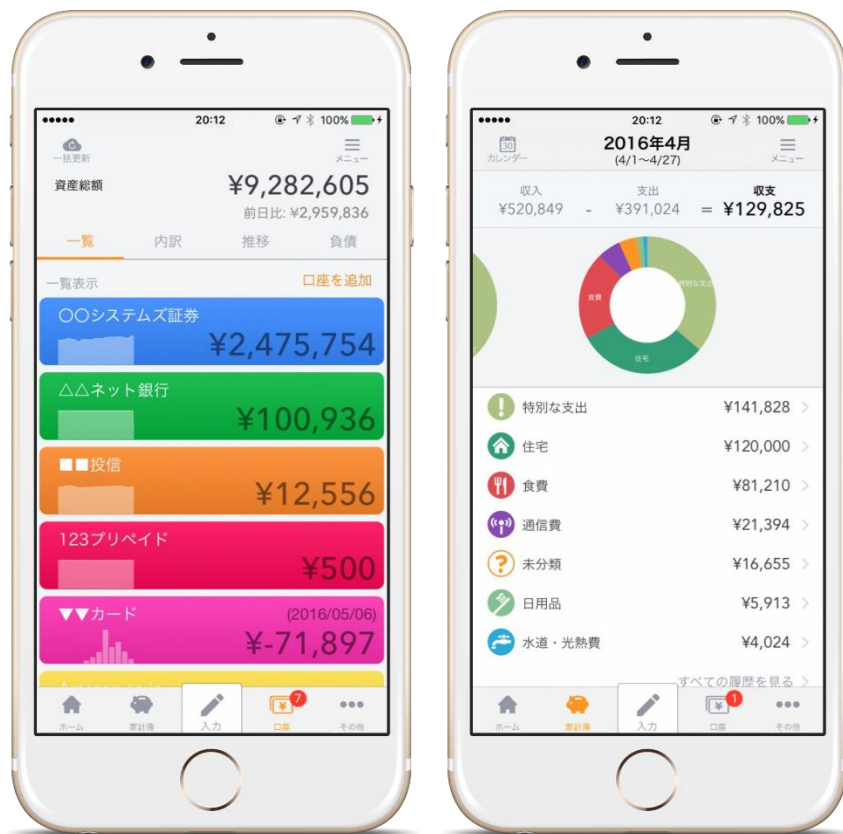 20:12
100%
一括更新
メニュー
資産総額
¥9,282,605
前日比: ¥2,959,836
一覧 内訳 推移 負債
一覧表示 口座を追加
〇〇システムズ証券
¥2,475,754
△△ネット銀行
¥100,936
■■投信
¥12,556
123プリペイド
¥500
▼▼カード (2016/05/06)
¥-71,897
7
ホーム 家計簿 入力 口座 その他
20:12
100%
30
カレンダー
2016年4月
(4/1〜4/27)
メニュー
収入 支出 収支
¥520,849 - ¥391,024 = ¥129,825
特別な支出
食費
住宅
特別な支出 ¥141,828
住宅 ¥120,000
食費 ¥81,210
通信費 ¥21,394
未分類 ¥16,655
日用品 ¥5,913
水道・光熱費 ¥4,024
すべての履歴を見る
1
ホーム 家計簿 入力 口座 その他